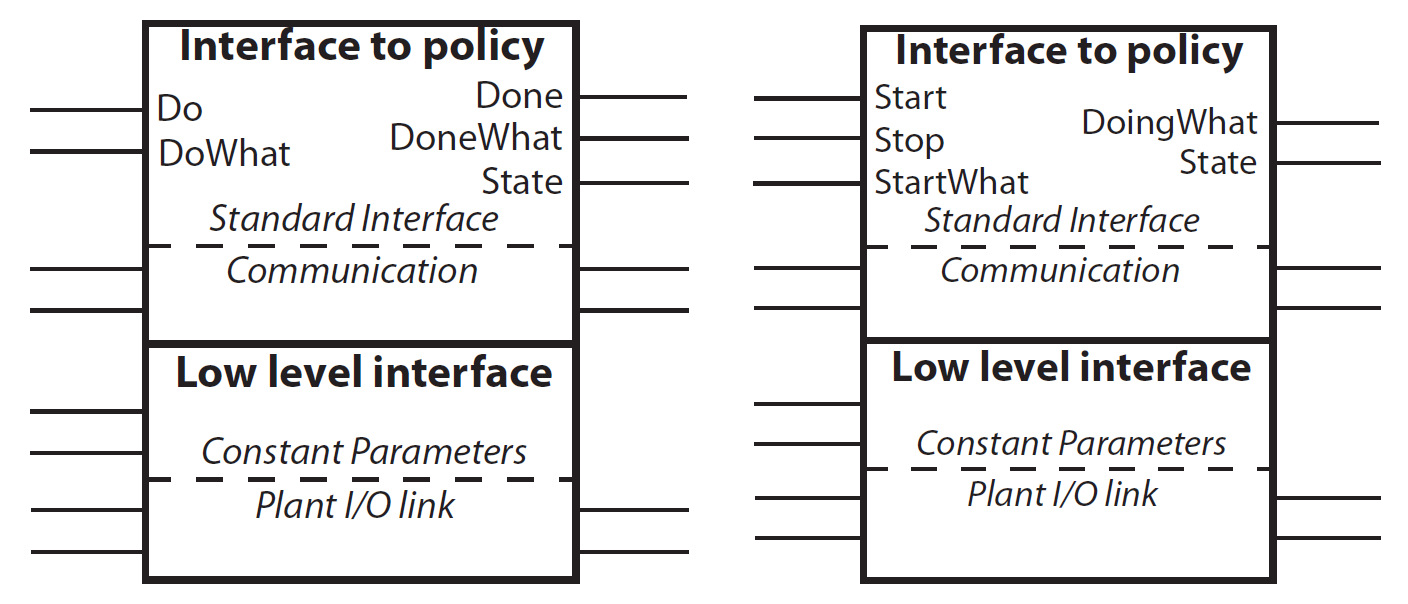 Interface to policy
Do
DoWhat
Done
DoneWhat
State
Standard Interface
Communication
Low level interface
Constant Parameters
Plant I/O link
Interface to policy
Start
Stop
StartWhat
DoingWhat
State
Standard Interface
Communication
Low level interface
Constant Parameters
Plant I/O link